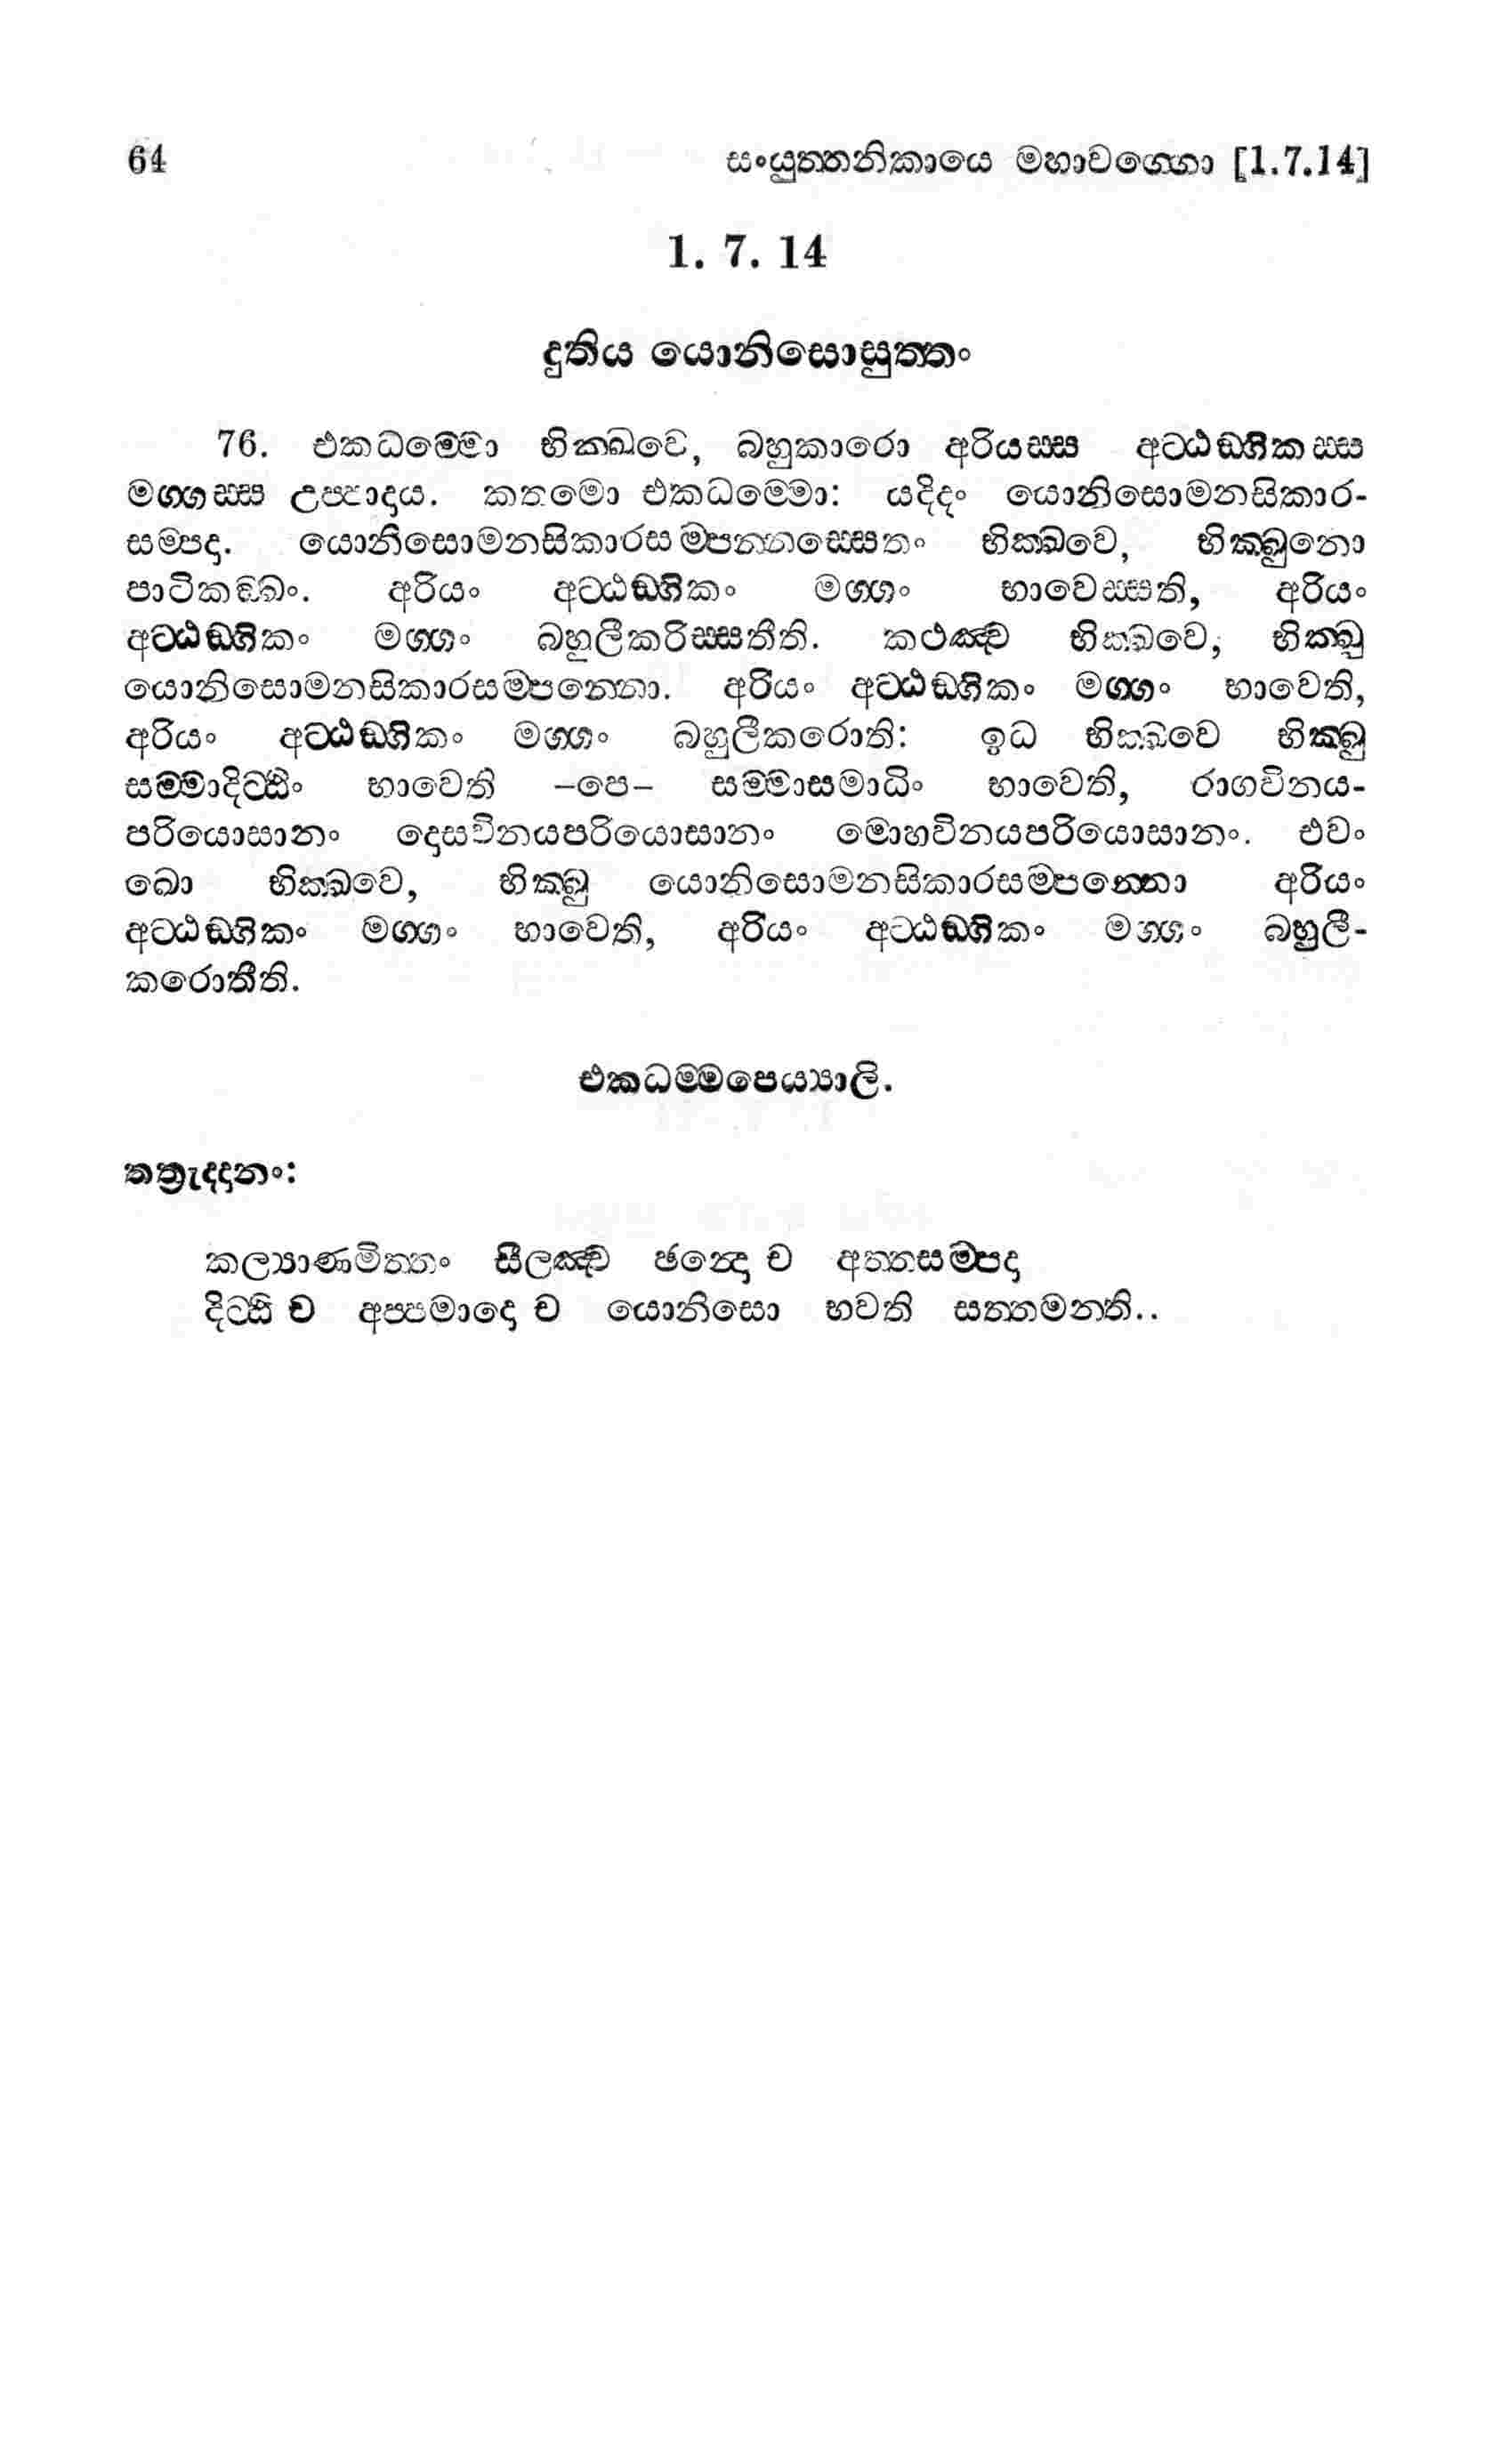 64 සංයුත්තනිකායෙ මහාවග්ගො [1.7.14]
1. 7. 14
දුතිය යොනිසොසුත්තං
76. එකධම්මො භික්ඛවෙ, බහුකාරො අරියස්ස අට්ඨඞ්ගිකස්ස
මග්ගස්ස උප්පාදාය. කතමො එකධම්මො: යදිදං යොනිසොමනසිකාර-
සම්පදා. යොනිසොමනසිකාරසම්පන්නස්සෙතං භික්ඛවෙ, භික්ඛුනො
පාටිකඞ්ඛං. අරියං අට්ඨඞ්ගිකං මග්ගං භාවෙස්සති, අරියං
අට්ඨඞ්ගිකං මග්ගං බහුලීකරිස්සතීති. කථඤ්ච භික්ඛවෙ, භික්ඛු
යොනිසොමනසිකාරසම්පන්නො. අරියං අට්ඨඞ්ගිකං මග්ගං භාවෙති,
අරියං අට්ඨඞ්ගිකං මග්ගං බහුලීකරොති: ඉධ භික්ඛවෙ භික්ඛු
සම්මාදිට්ඨිං භාවෙති –පෙ– සම්මාසමාධිං භාවෙති, රාගවිනය-
පරියොසානං දොසවිනයපරියොසානං මොහවිනයපරියොසානං. එවං
ඛො භික්ඛවෙ, භික්ඛු යොනිසොමනසිකාරසම්පන්නො අරියං
අට්ඨඞ්ගිකං මග්ගං භාවෙති, අරියං අට්ඨඞ්ගිකං මග්ගං බහුලී-
කරොතීති.
එකධම්මපෙය්‍යාලි.
තත්‍රැද්දානං:
කල්‍යාණමිත්තං සීලඤ්ච ඡන්දො ච අත්තසම්පදා
දිට්ඨි ච අප්පමාදො ච යොනිසො භවති සත්තමන්ති..